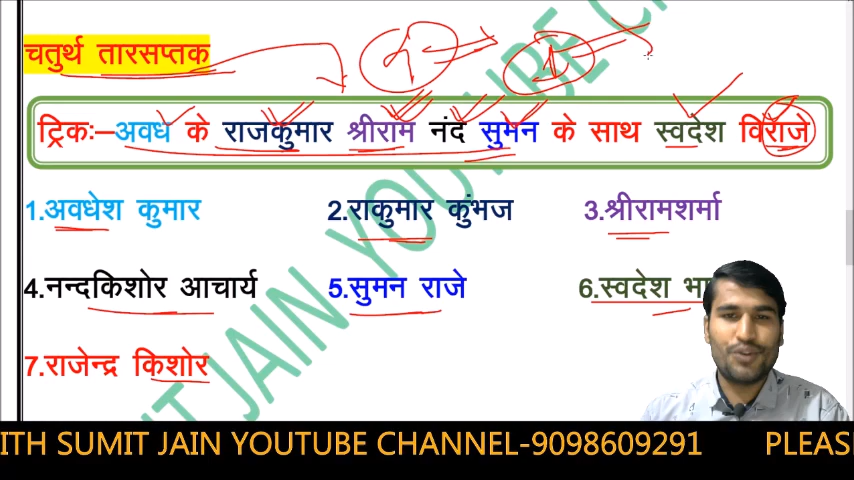 चतुर्थ तारसप्तक
ट्रिकः–अवध के राजकुमार श्रीराम नंद सुमन के साथ स्वदेश विराजे
1.अवधेश कुमार 2.राकुमार कुंभज 3.श्रीरामशर्मा
4.नन्दकिशोर आचार्य 5.सुमन राजे 6.स्वदेश भा
7.राजेन्द्र किशोर
ITH SUMIT JAIN YOUTUBE CHANNEL-9098609291 PLEAS